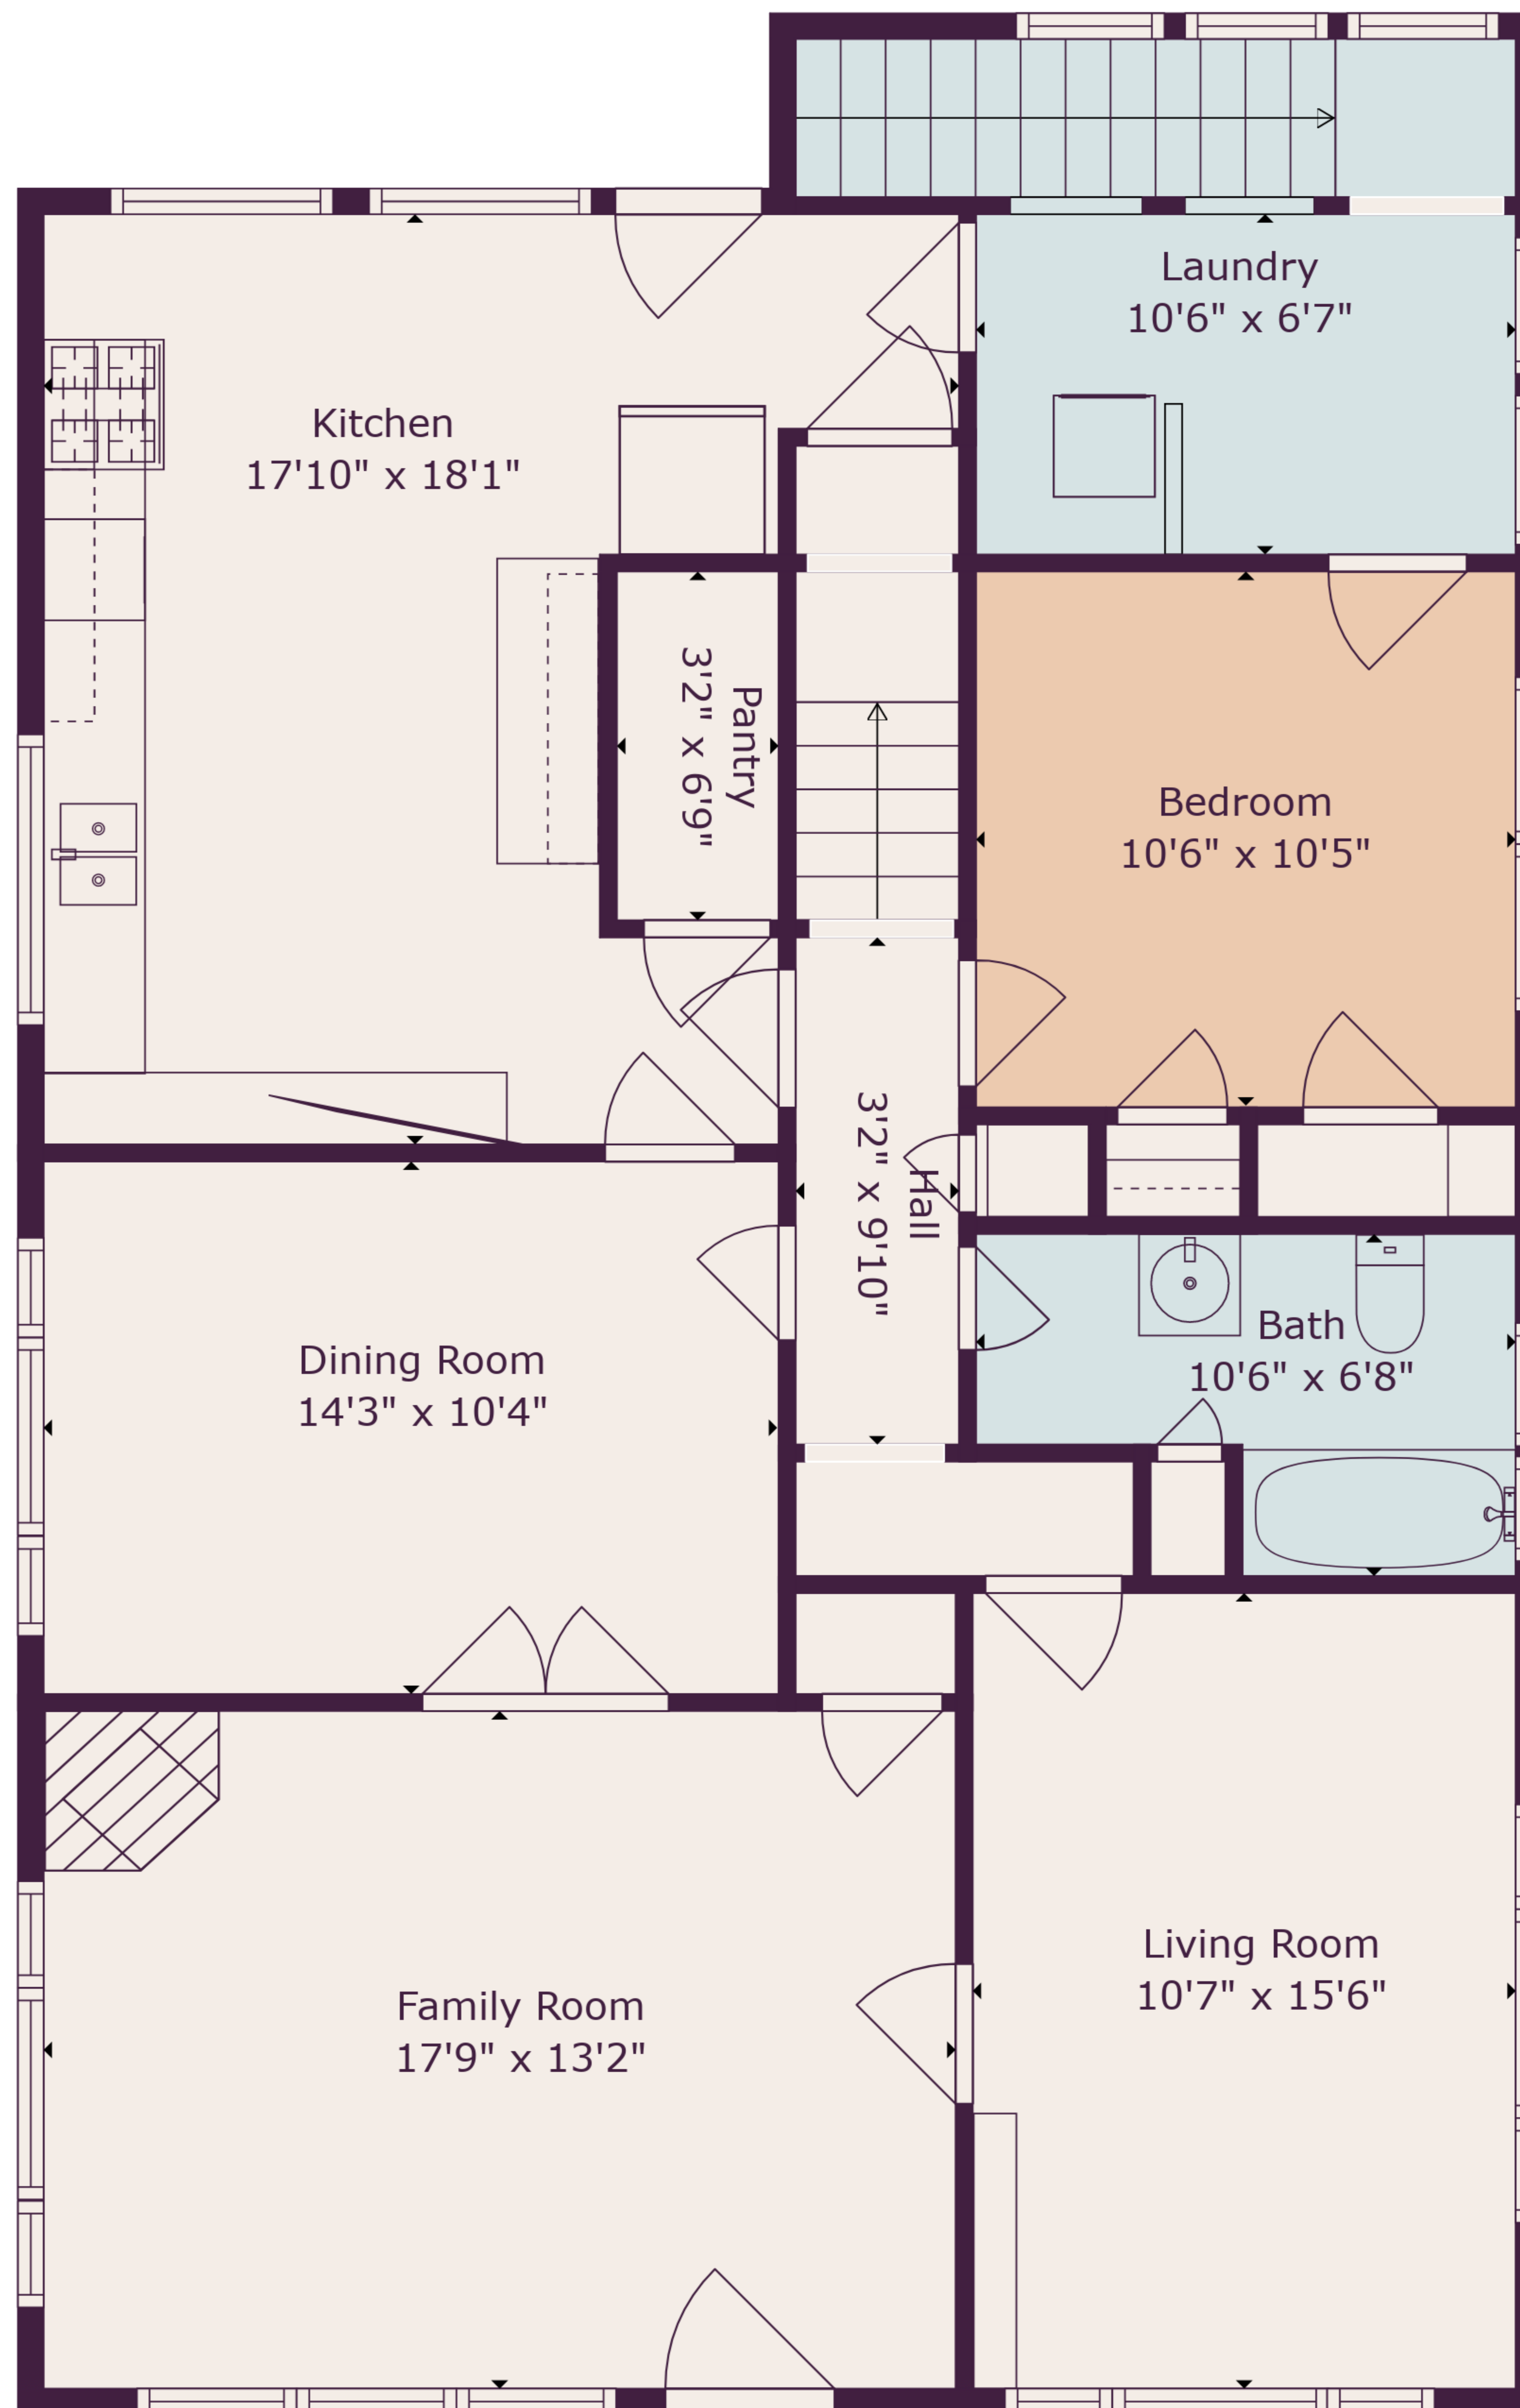 Laundry
10'6" x 6'7"
Kitchen
17'10" x 18'1"
Pantry
3'2" x 6'9"
Bedroom
10'6" x 10'5"
Hall
3'2" x 9'10"
Bath
10'6" x 6'8"
Dining Room
14'3" x 10'4"
Living Room
10'7" x 15'6"
Family Room
17'9" x 13'2"